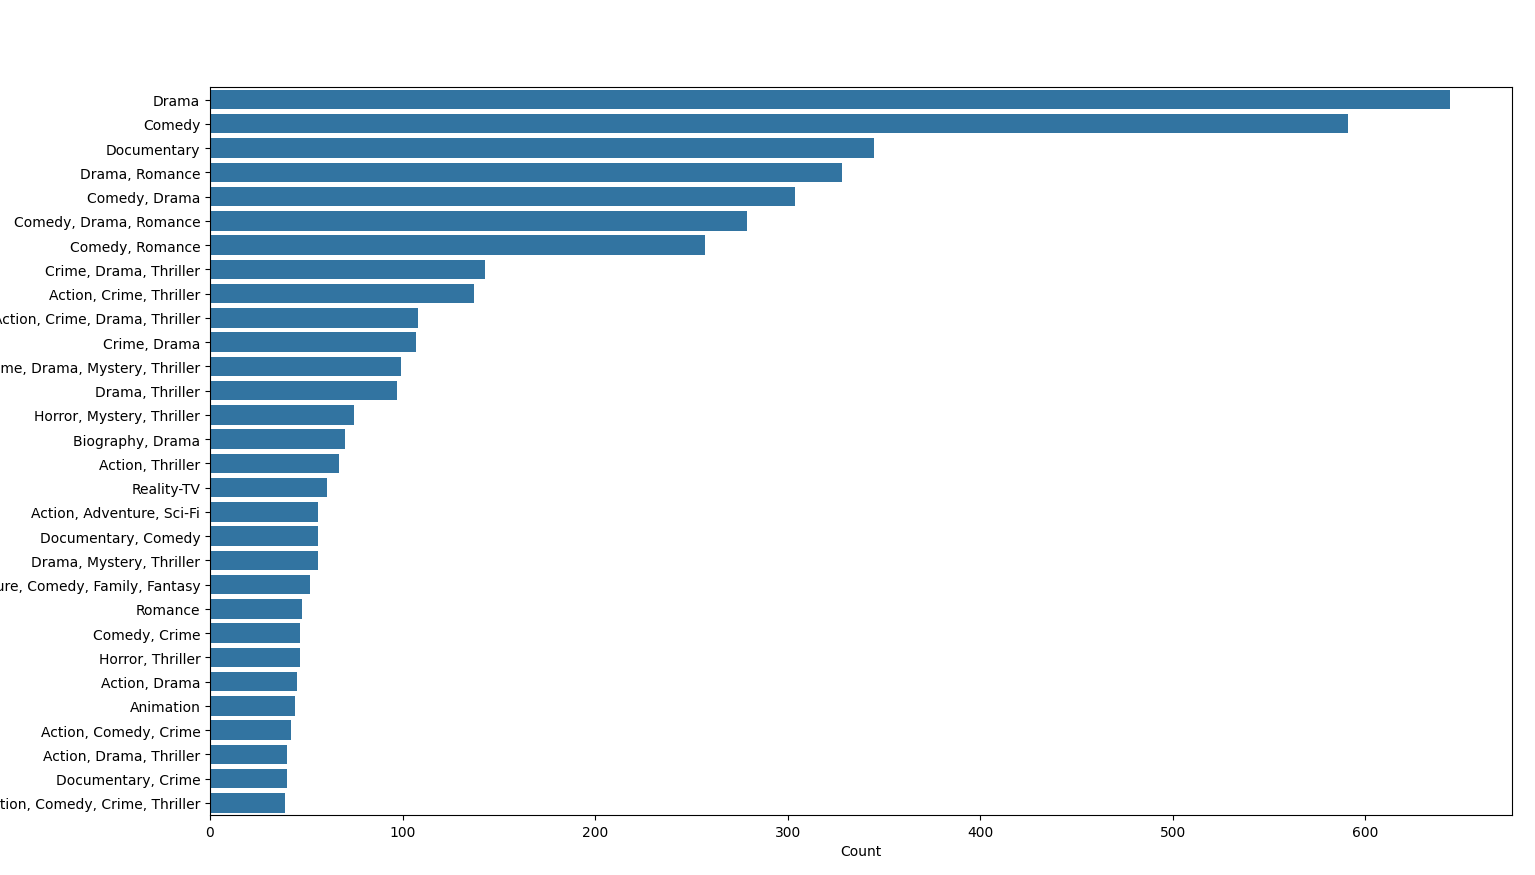 Drama
Comedy
Documentary
Drama, Romance
Comedy, Drama
Comedy, Drama, Romance
Comedy, Romance
Crime, Drama, Thriller
Action, Crime, Thriller
Action, Crime, Drama, Thriller
Crime, Drama
me, Drama, Mystery, Thriller
Drama, Thriller
Horror, Mystery, Thriller
Biography, Drama
Action, Thriller
Reality-TV
Action, Adventure, Sci-Fi
Documentary, Comedy
Drama, Mystery, Thriller
ure, Comedy, Family, Fantasy
Romance
Comedy, Crime
Horror, Thriller
Action, Drama
Animation
Action, Comedy, Crime
Action, Drama, Thriller
Documentary, Crime
tion, Comedy, Crime, Thriller
0 100 200 300 400 500 600
Count